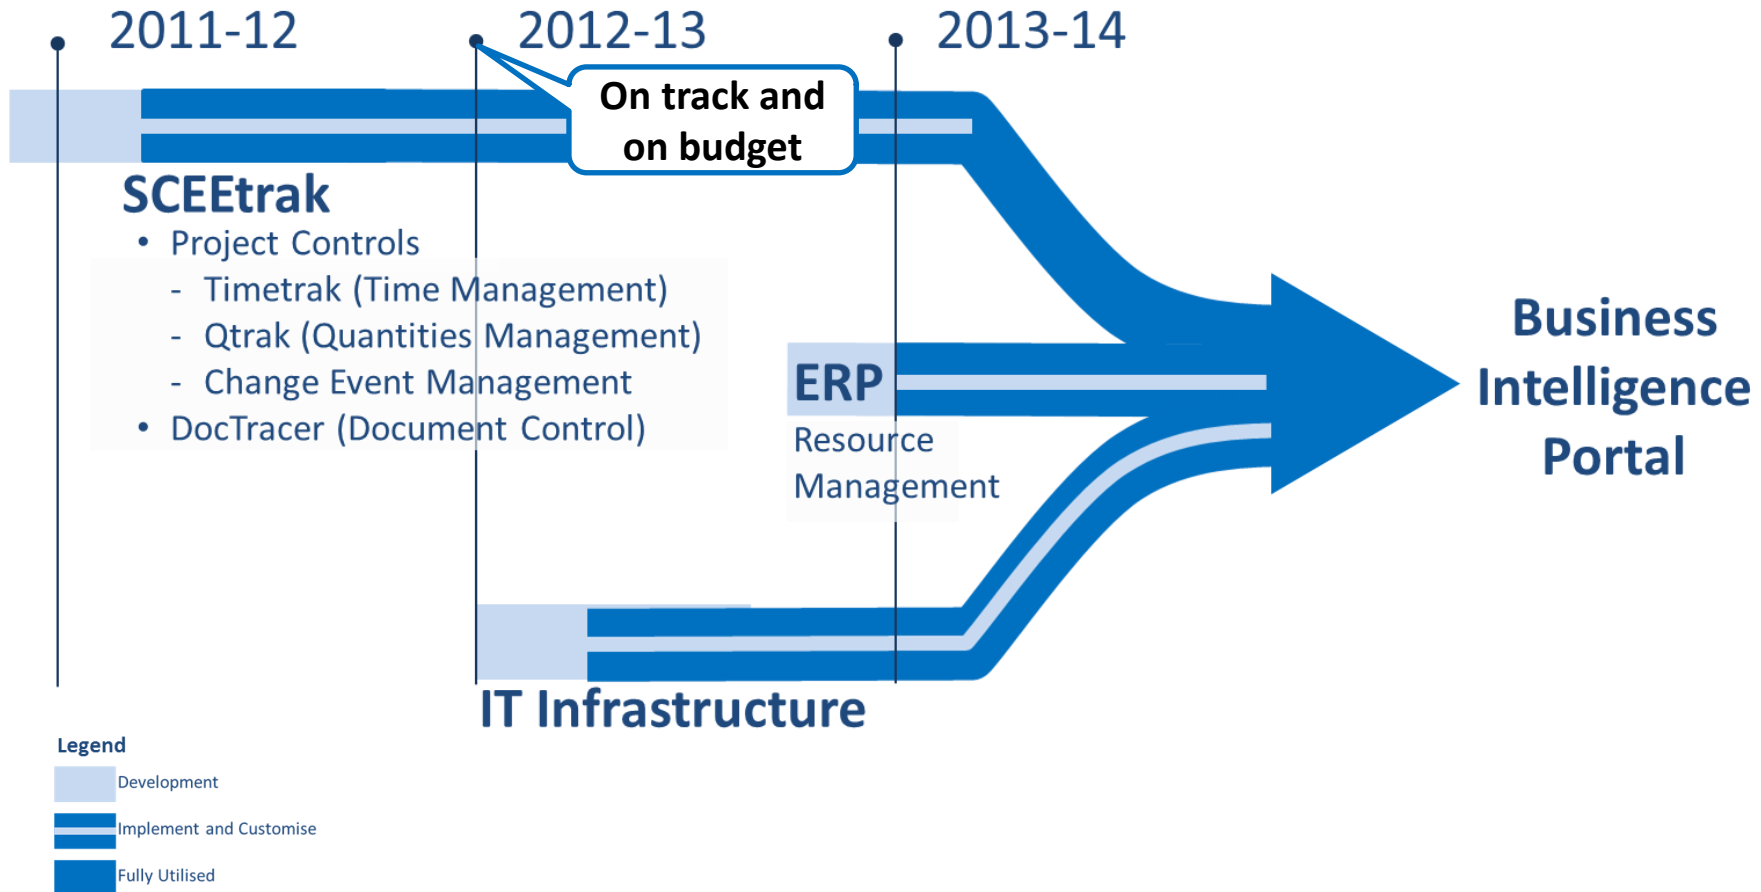 2011-12
2012-13
2013-14
On track and
on budget
SCEEtrak
• Project Controls
- Timetrak (Time Management)
- Qtrak (Quantities Management)
- Change Event Management
• DocTracer (Document Control)
ERP
Resource
Management
Business
Intelligence
Portal
IT Infrastructure
Legend
Development
Implement and Customise
Fully Utilised